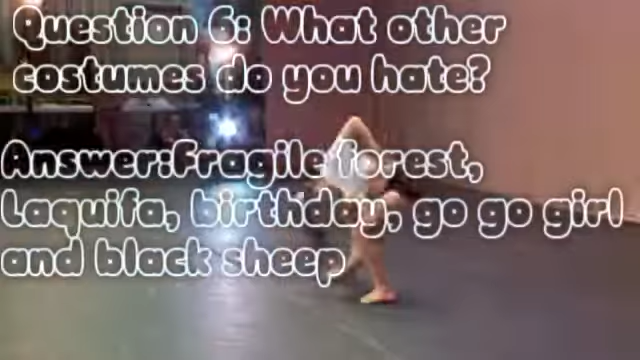 Question 6: What other
costumes do you hate?
Answer:Fragile forest,
Laquifa, birthday, go go girl
and black sheep